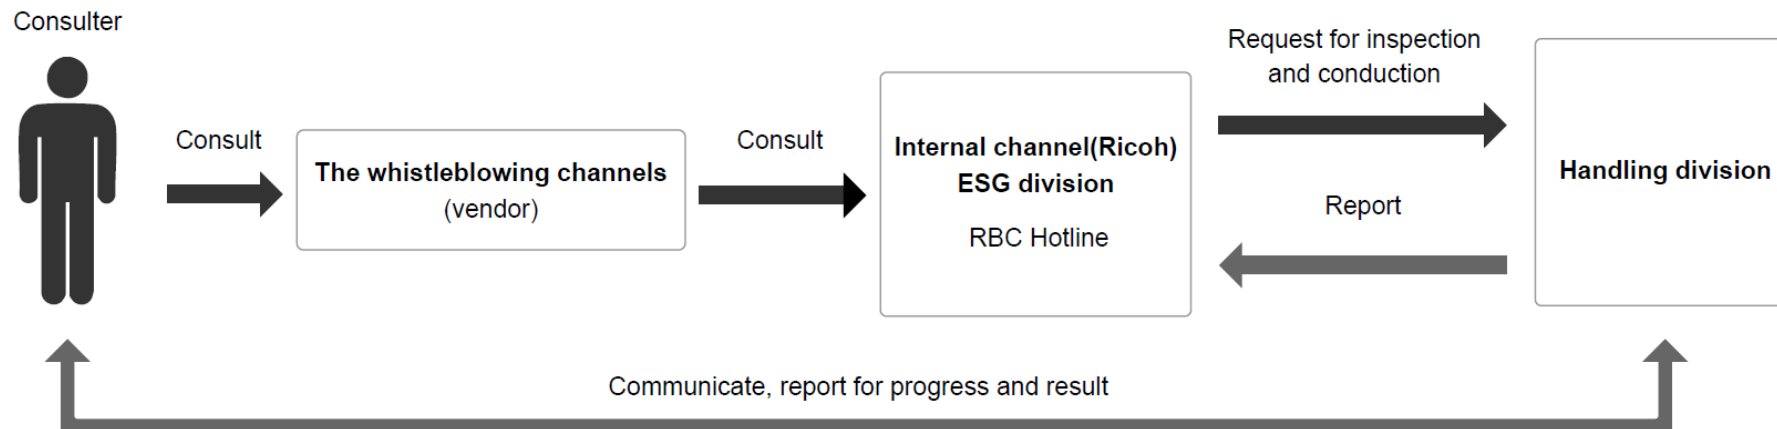 Consulter
Consult
The whistleblowing channels
(vendor)
Consult
Internal channel(Ricoh)
ESG division
RBC Hotline
Request for inspection
and conduction
Report
Handling division
Communicate, report for progress and result